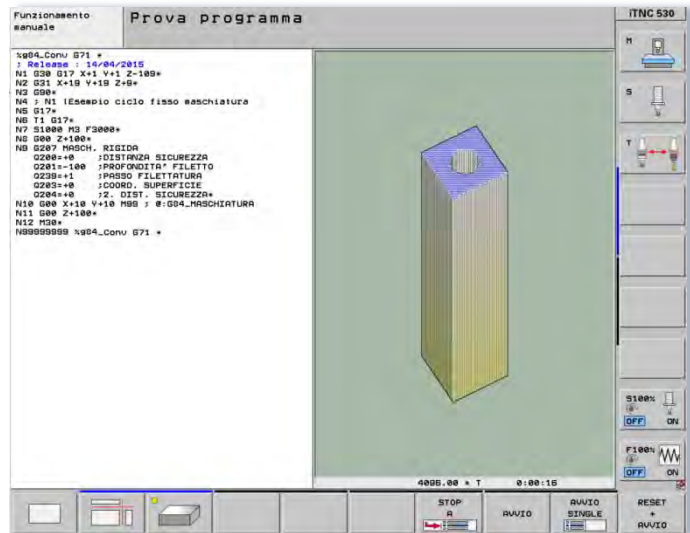 Funzionamento
manuale
Prova programma
iTNC 530
%g84_Conv G71 *
; Release : 14/04/2015
N1 G30 G17 X+1 Y+1 Z-109*
N2 G31 X+19 Y+19 Z+6*
N3 G90*
N4 ; N1 (Esempio ciclo fisso maschiatura
N5 G17*
N6 T1 G17*
N7 S1000 M3 F3000*
N8 G00 Z+100*
N9 G207 MASCH. RIGIDA
Q200=+0 ;DISTANZA SICUREZZA
Q201=-100 ;PROFONDITA' FILETTO
Q239=+1 ;PASSO FILETTATURA
Q203=+0 ;COORD. SUPERFICIE
Q204=+0 ;2. DIST. SICUREZZA*
N10 G00 X+10 Y+10 M99 ; @:G84_MASCHIATURA
N11 G00 Z+100*
N12 M30*
N99999999 %g84_Conv G71 *
M
S
T
S100%
OFF ON
F100%
OFF ON
4096.00 * T 0:00:15
STOP
A
AVVIO
AVVIO
SINGLE
RESET
+
AVVIO